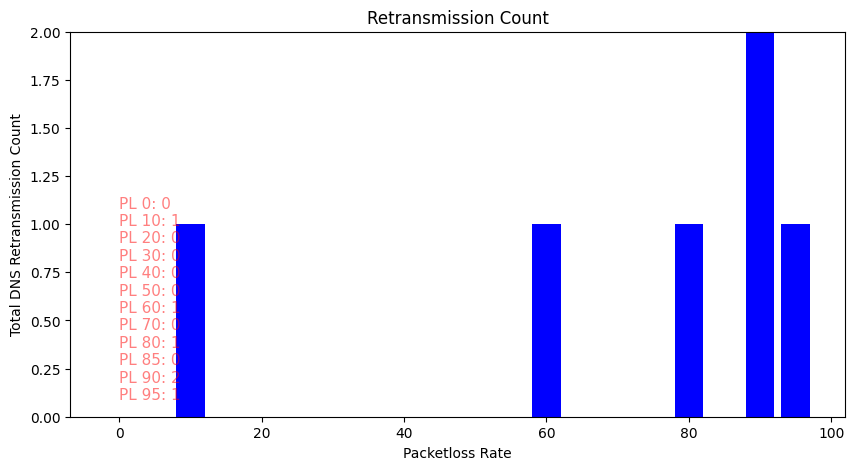 Retransmission Count
2.00
1.75
1.50
1.25
1.00
0.75
0.50
0.25
0.00
Total DNS Retransmission Count
PL 0: 0
PL 10: 1
PL 20: 0
PL 30: 0
PL 40: 0
PL 50: 0
PL 60: 1
PL 70: 0
PL 80: 1
PL 85: 0
PL 90: 2
PL 95: 1
0 20 40 60 80 100
Packetloss Rate